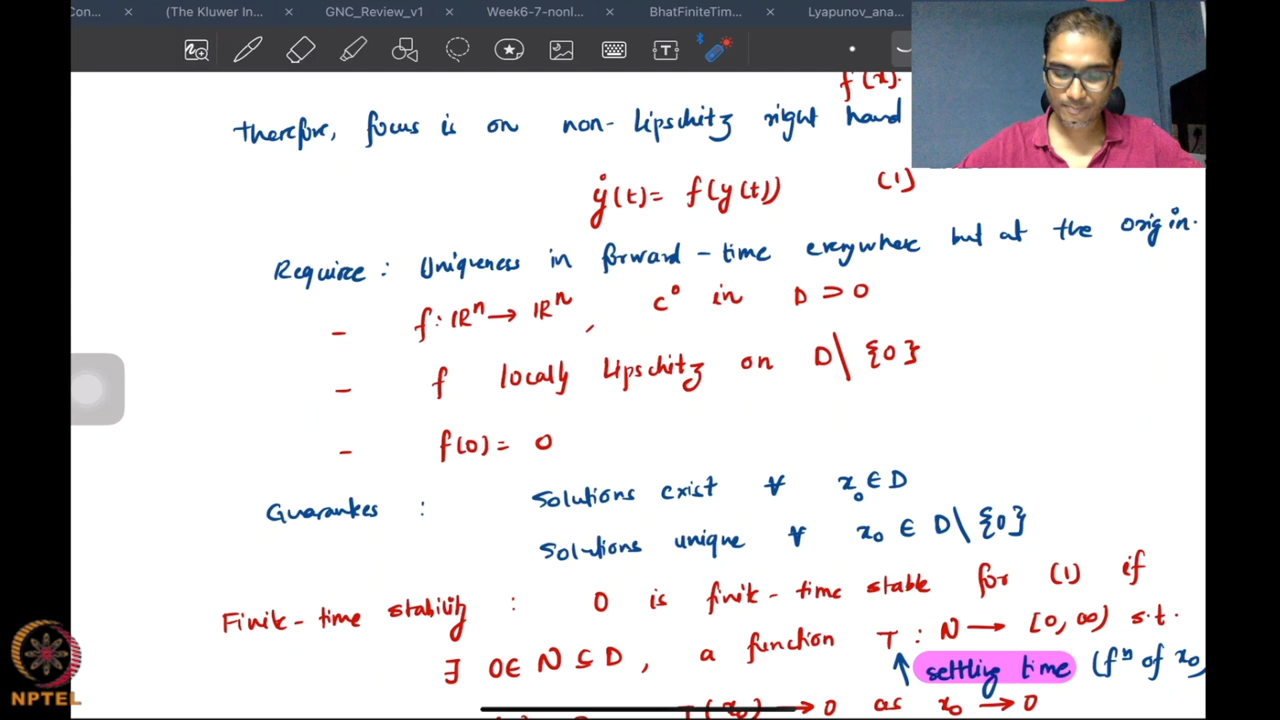 Con... (The Kluwer In... GNC_Review_v1 Week6-7-nonl... BhatFiniteTim... Lyapunov_ana...
f(x).
therefore, focus is on non-Lipschitz right hand
ẏ(t) = f(y(t)) (1)
Require : Uniqueness in forward-time everywhere but at the origin.
- f: ℝⁿ → ℝⁿ, C⁰ in D ⊃ 0
- f locally Lipschitz on D\{0}
- f(0) = 0
Guarantees : Solutions exist ∀ x₀ ∈ D
Solutions unique ∀ x₀ ∈ D\{0}
Finite-time stability : 0 is finite-time stable for (1) if
∃ 0 ∈ N ⊆ D, a function T : N → [0, ∞) s.t.
settling time (fⁿ of x₀
T(x₀) → 0 as x₀ → 0
NPTEL